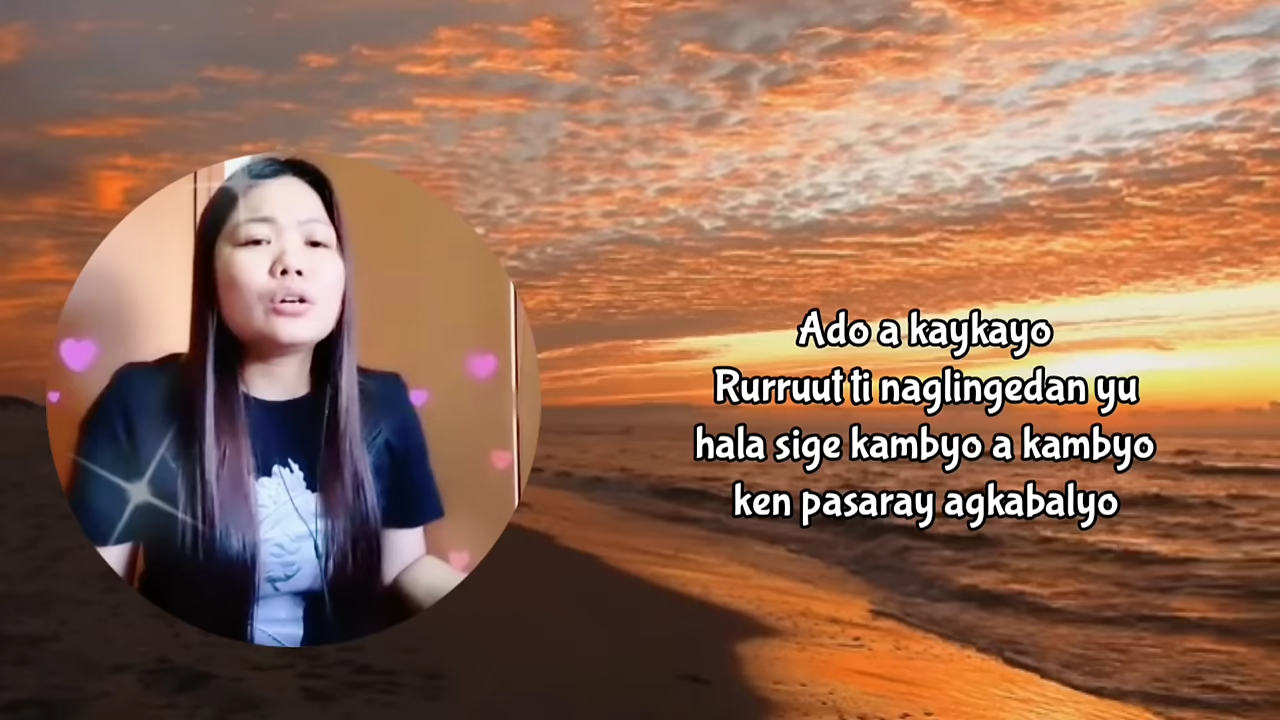 Ado a kaykayo
Rurruut ti naglingedan yu
hala sige kambyo a kambyo
ken pasaray agkabalyo